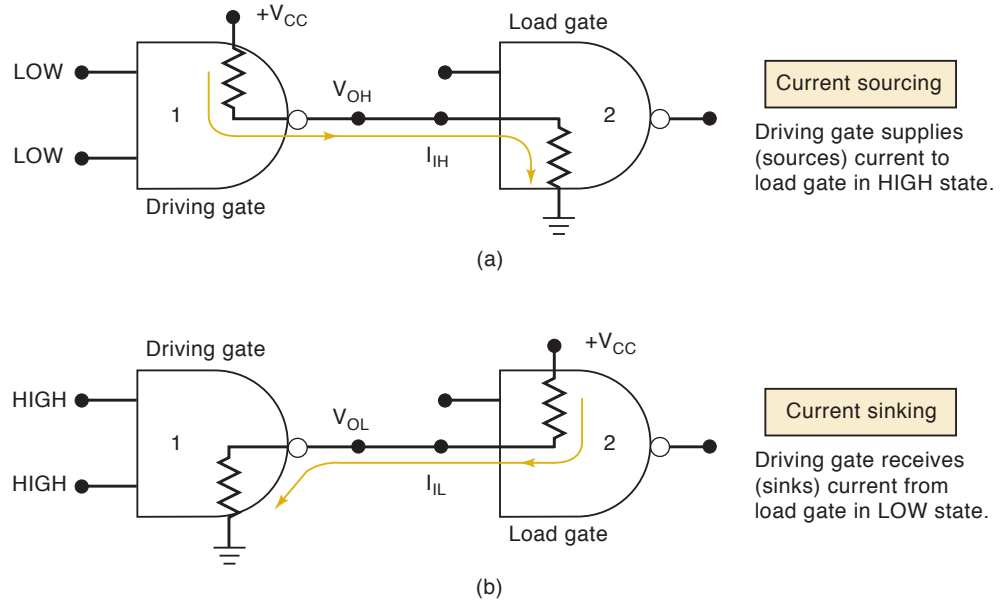 +VCC
Load gate
LOW
1
VOH
2
Current sourcing
Driving gate supplies
(sources) current to
load gate in HIGH state.
IIH
LOW
Driving gate
(a)
Driving gate
+VCC
HIGH
1
VOL
2
Current sinking
Driving gate receives
(sinks) current from
load gate in LOW state.
IIL
HIGH
Load gate
(b)